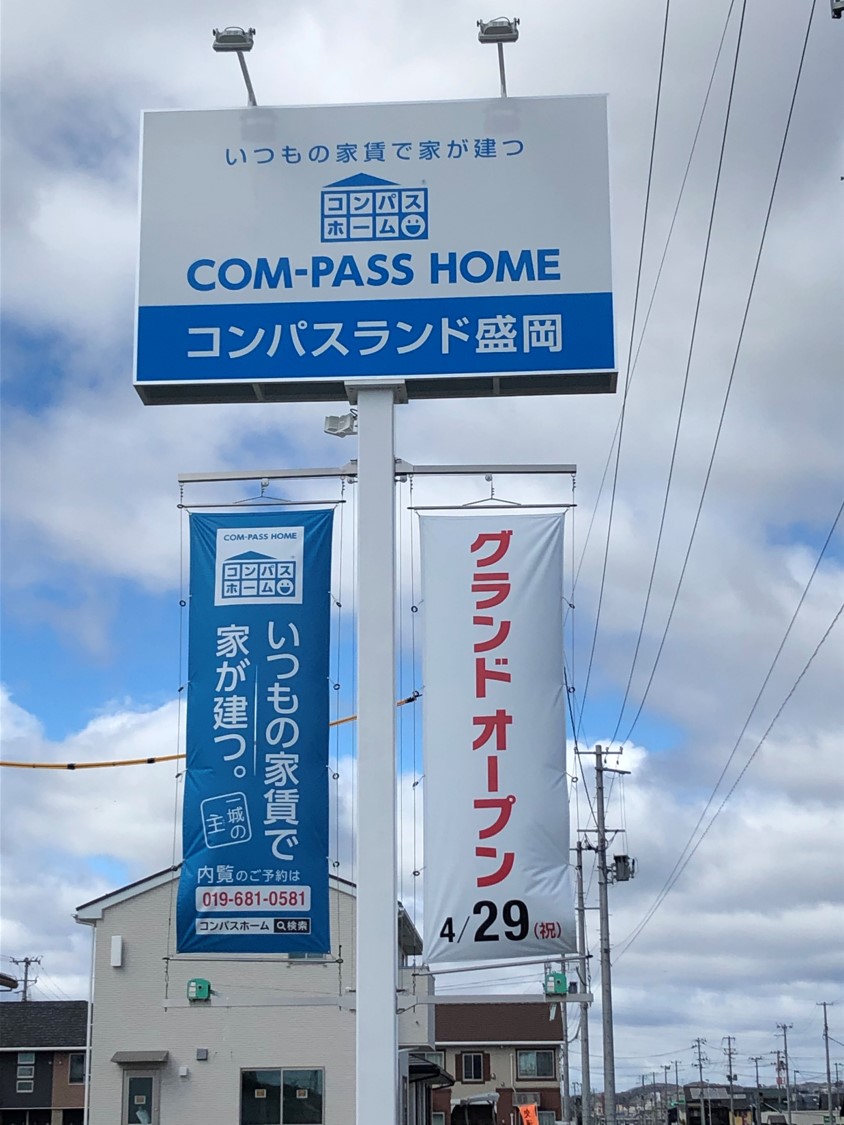 いつもの家賃で家が建つ
コンパス
ホーム
COM-PASS HOME
コンパスランド盛岡
COM-PASS HOME
コンパス
ホーム
いつもの家賃で
家が建つ。
一城の
主
内覧のご予約は
019-681-0581
コンパスホーム 検索
グランドオープン
4/29(祝)